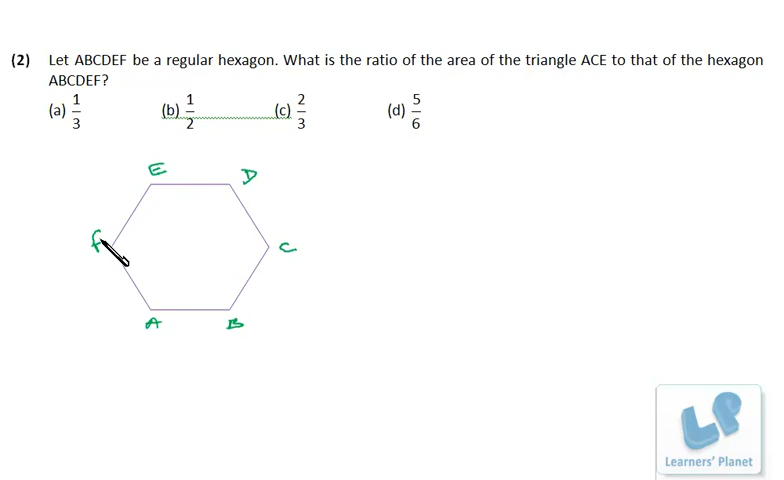 (2) Let ABCDEF be a regular hexagon. What is the ratio of the area of the triangle ACE to that of the hexagon
ABCDEF?
(a) 1/3 (b) 1/2 (c) 2/3 (d) 5/6
E D
F C
A B
LP
Learners' Planet